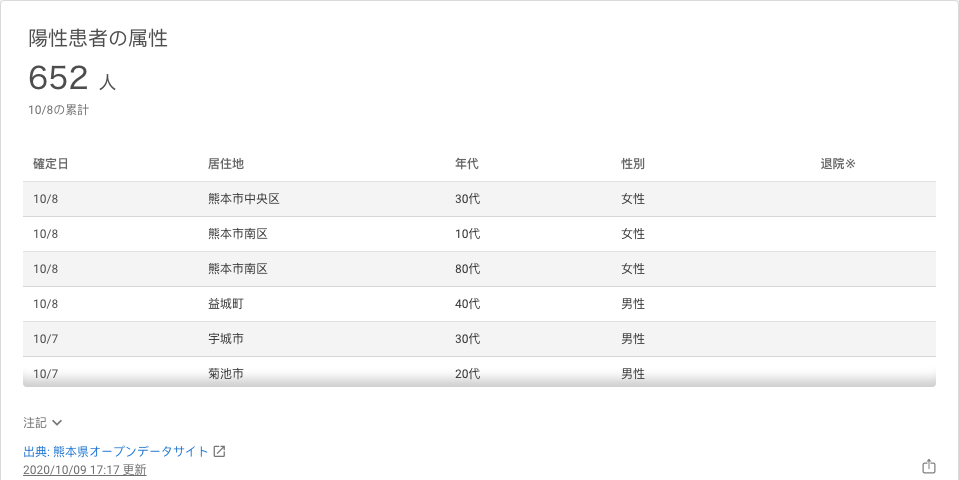 陽性患者の属性
652 人
10/8の累計
確定日 居住地 年代 性別 退院※
10/8 熊本市中央区 30代 女性
10/8 熊本市南区 10代 女性
10/8 熊本市南区 80代 女性
10/8 益城町 40代 男性
10/7 宇城市 30代 男性
10/7 菊池市 20代 男性
注記
出典: 熊本県オープンデータサイト
2020/10/09 17:17 更新